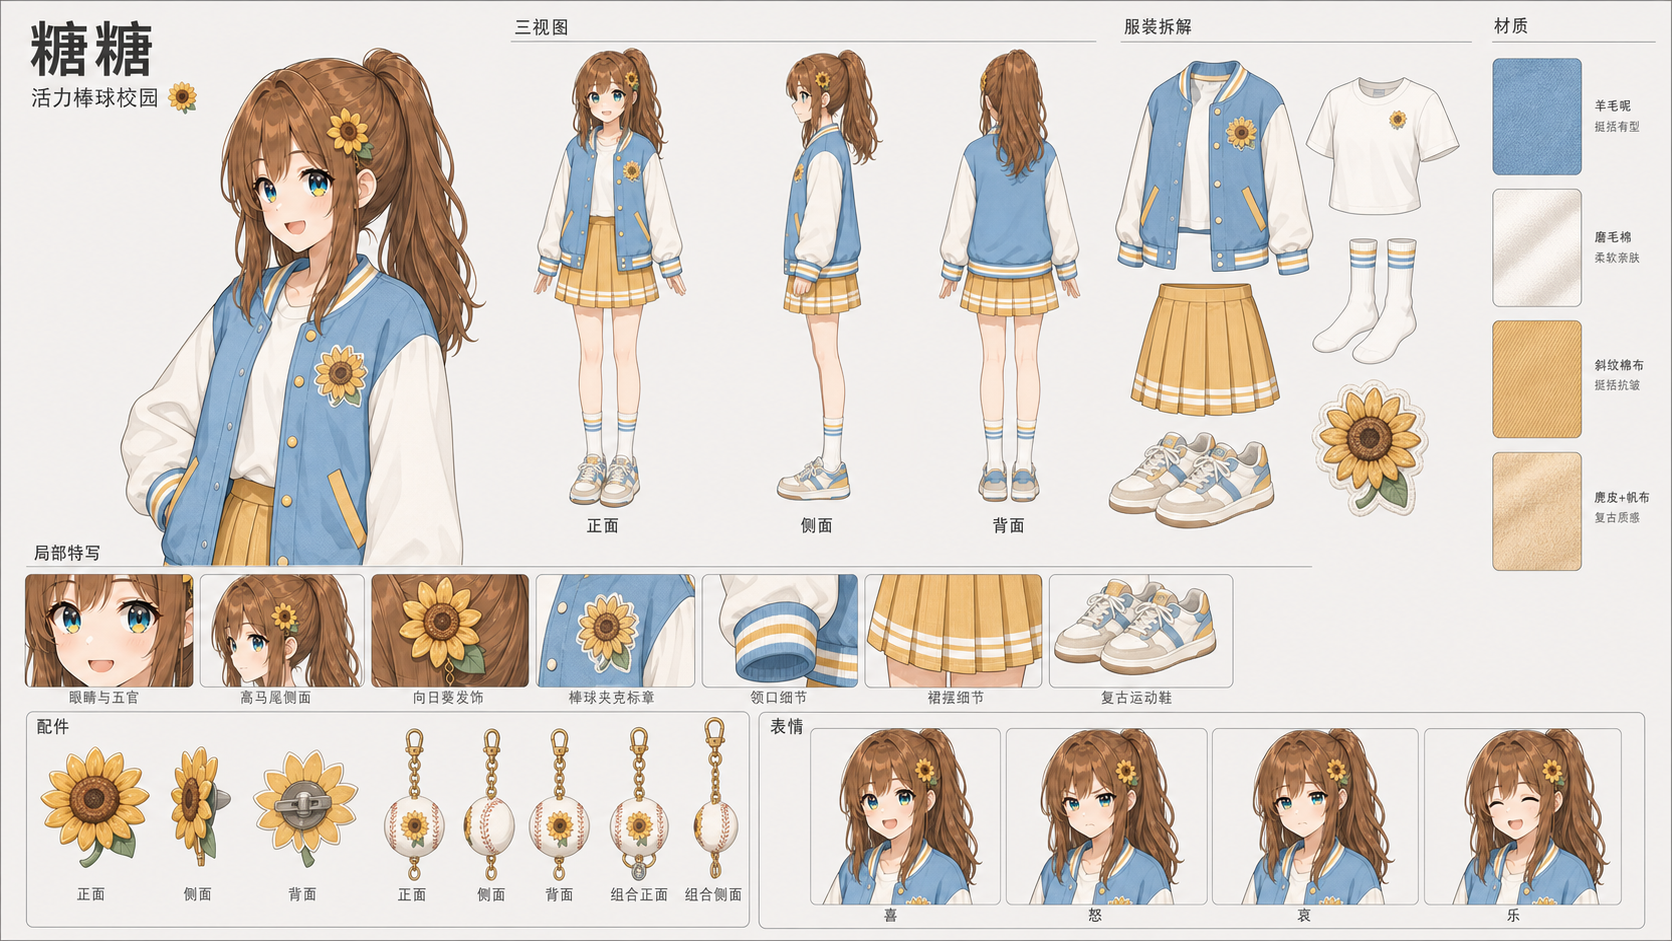 糖糖
活力棒球校园
三视图
正面
侧面
背面
服装拆解
材质
羊毛呢
挺括有型
磨毛棉
柔软亲肤
斜纹棉布
挺括抗皱
麂皮+帆布
复古质感
局部特写
眼睛与五官
高马尾侧面
向日葵发饰
棒球夹克标章
领口细节
裙摆细节
复古运动鞋
配件
正面
侧面
背面
正面
侧面
背面
组合正面
组合侧面
表情
喜
怒
哀
乐